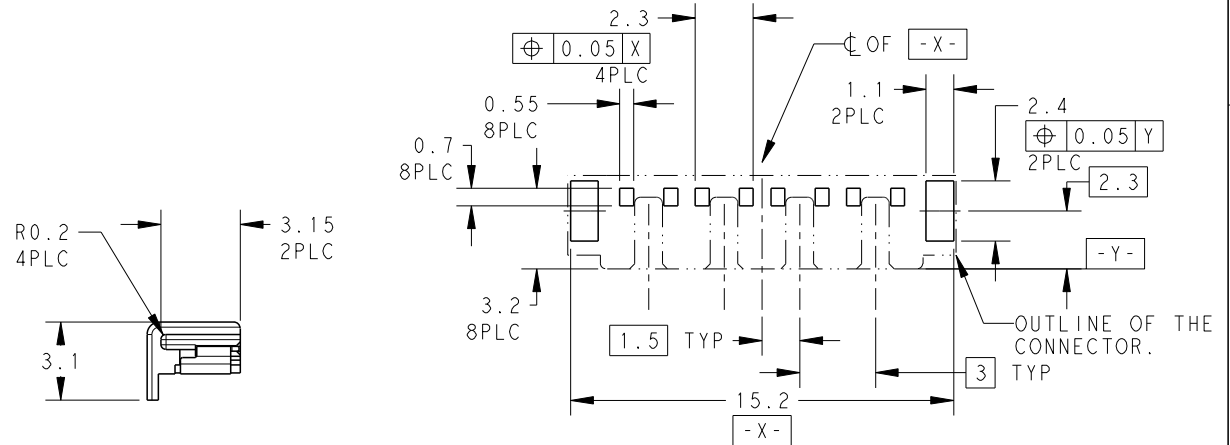 2.3
⌖ 0.05 X
4PLC
℄ OF -X-
1.1
2PLC
2.4
⌖ 0.05 Y
2PLC
0.55
8PLC
0.7
8PLC
2.3
R0.2
4PLC
3.15
2PLC
-Y-
3.2
8PLC
OUTLINE OF THE
CONNECTOR.
TYP
1.5 TYP
3.1
3
15.2
-X-